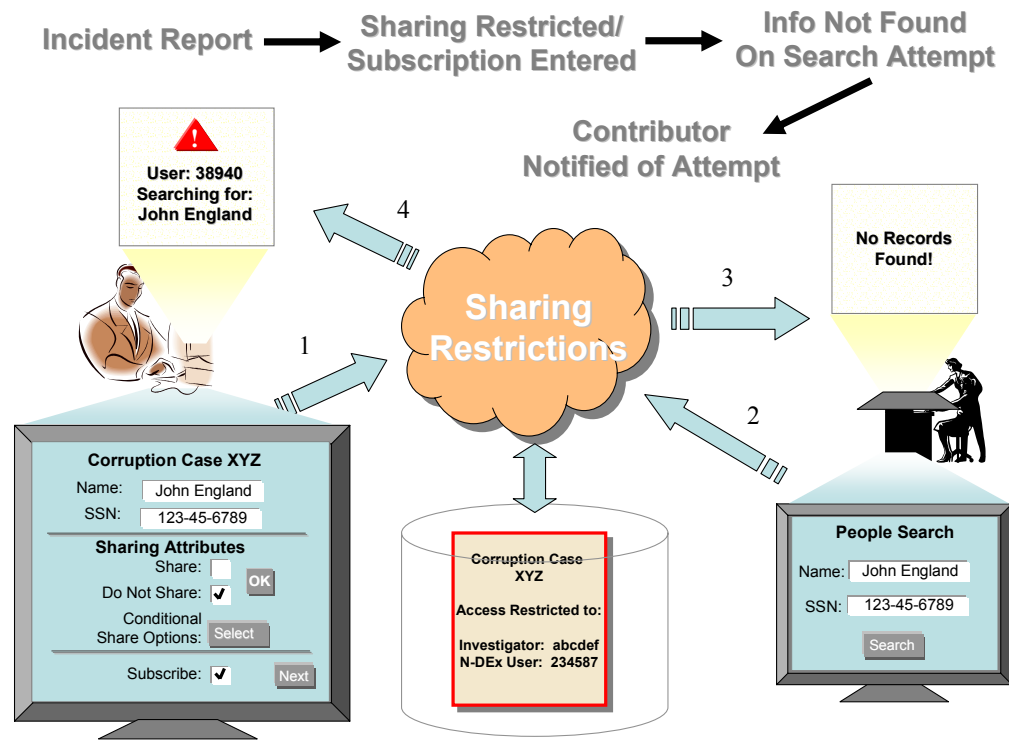 Incident Report
Sharing Restricted/
Subscription Entered
Info Not Found
On Search Attempt
Contributor
Notified of Attempt
!
User: 38940
Searching for:
John England
4
No Records
Found!
3
Sharing
Restrictions
1
2
Corruption Case XYZ
Name: John England
SSN: 123-45-6789
Sharing Attributes
Share:
OK
Do Not Share:
Conditional
Share Options: Select
Subscribe:
Next
Corruption Case
XYZ
Access Restricted to:
Investigator: abcdef
N-DEx User: 234587
People Search
Name: John England
SSN: 123-45-6789
Search